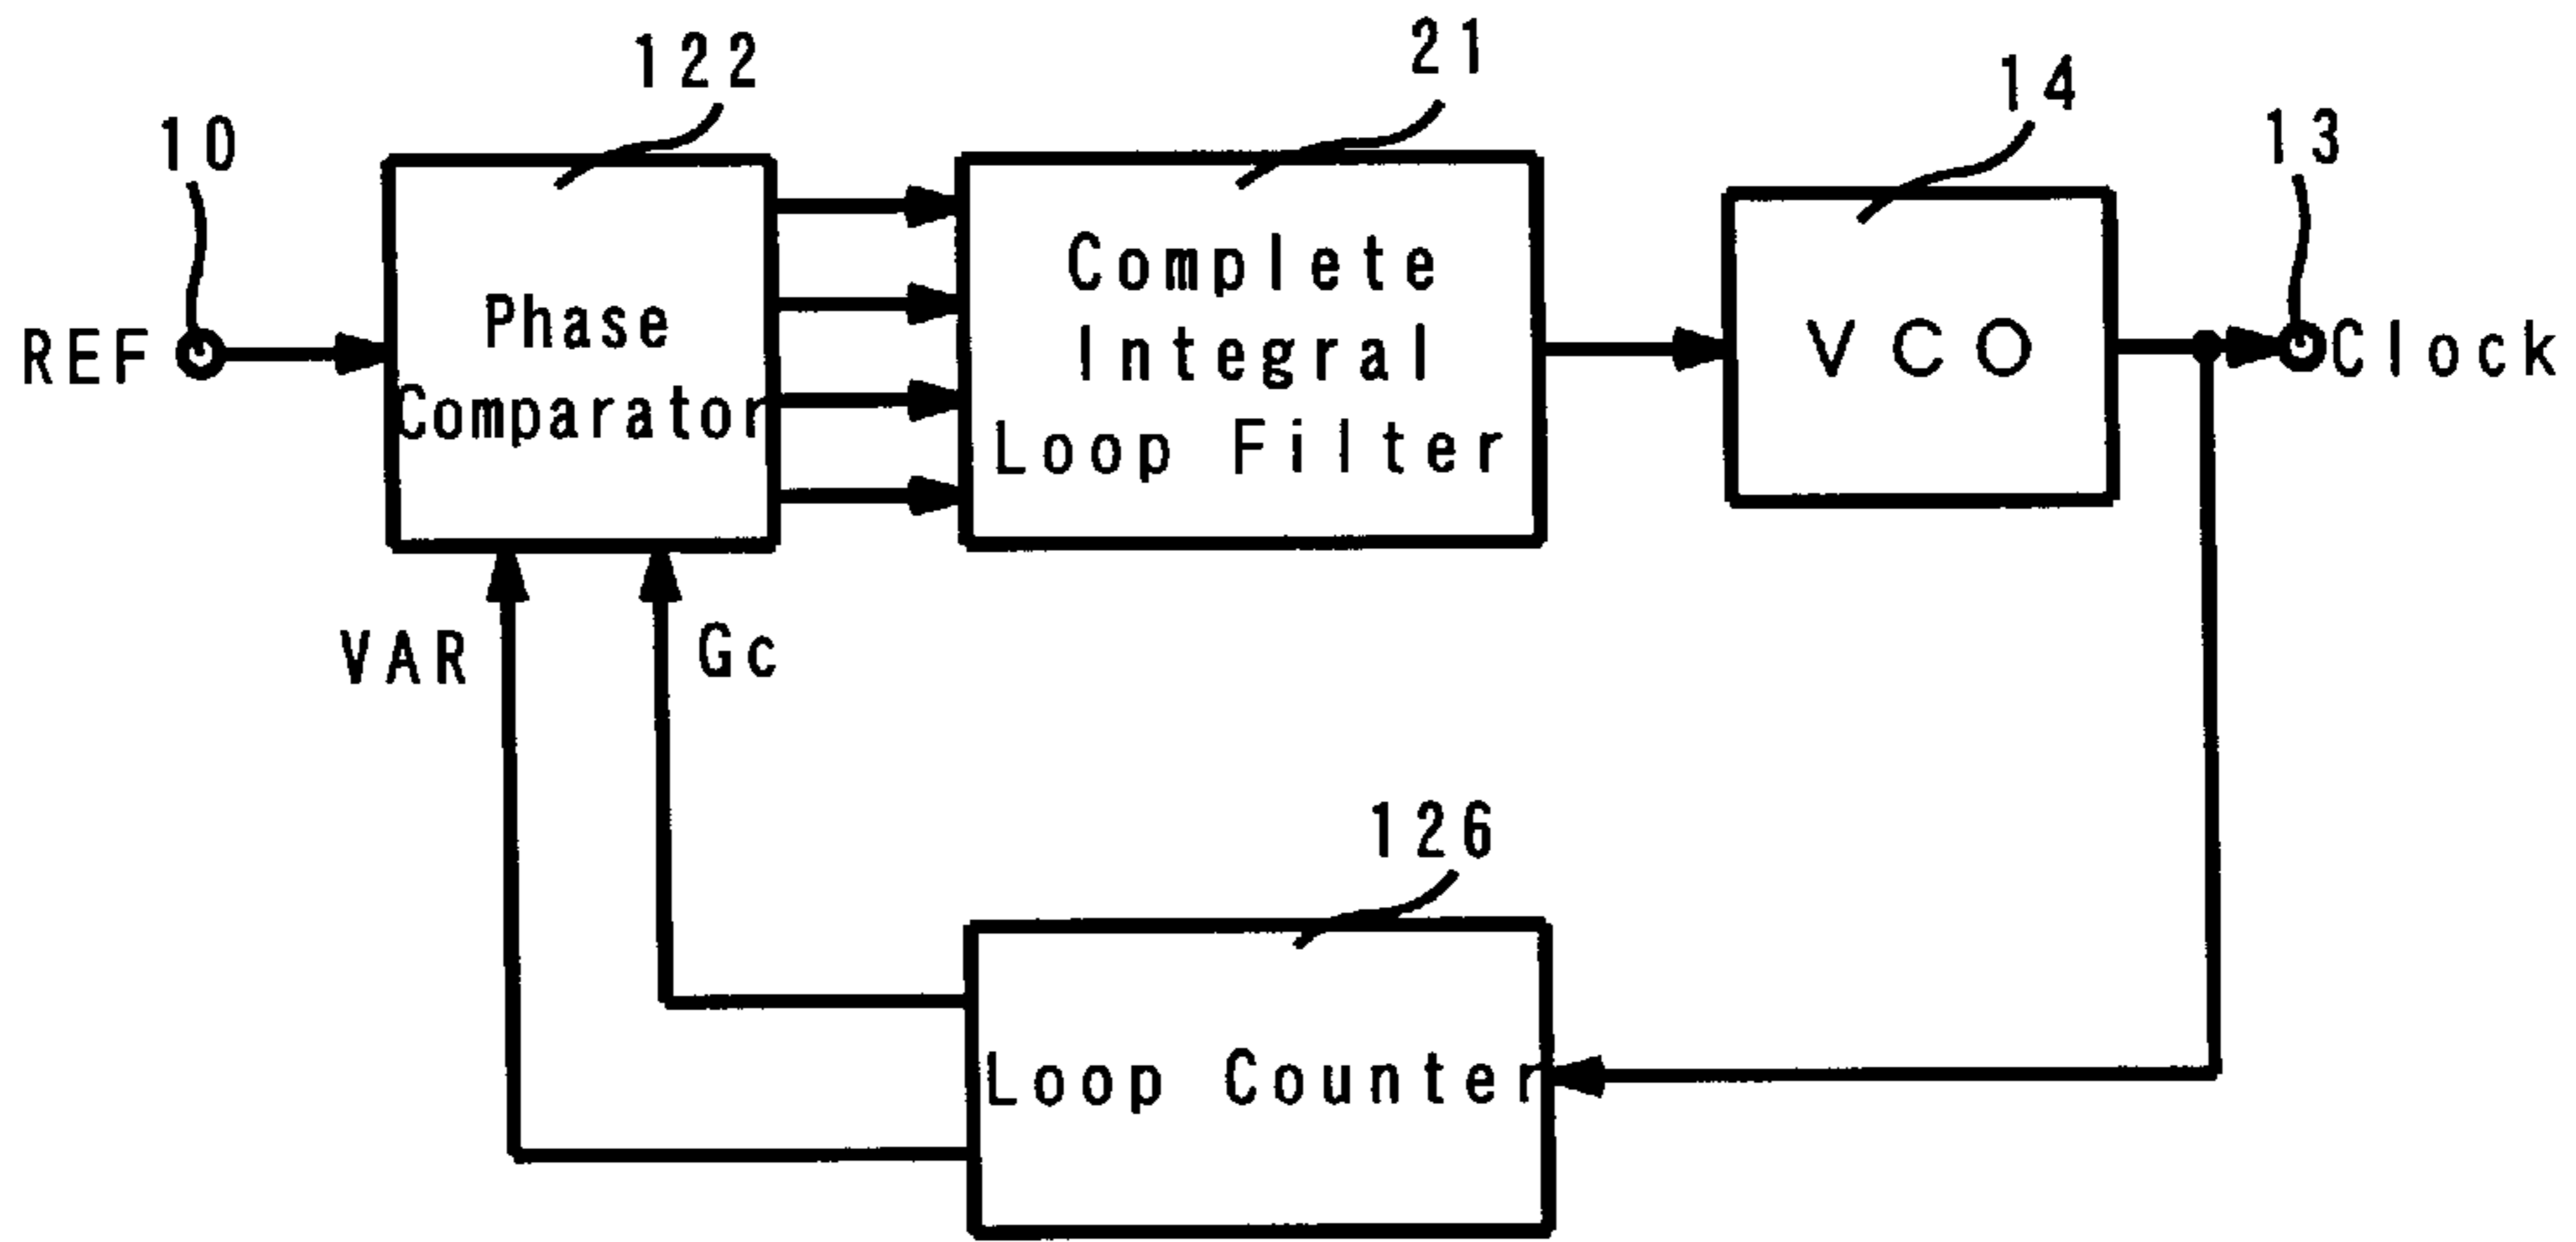 122
21
14
13
10
REF
Phase
Comparator
Complete
Integral
Loop Filter
VCO
Clock
VAR
Gc
126
Loop Counter